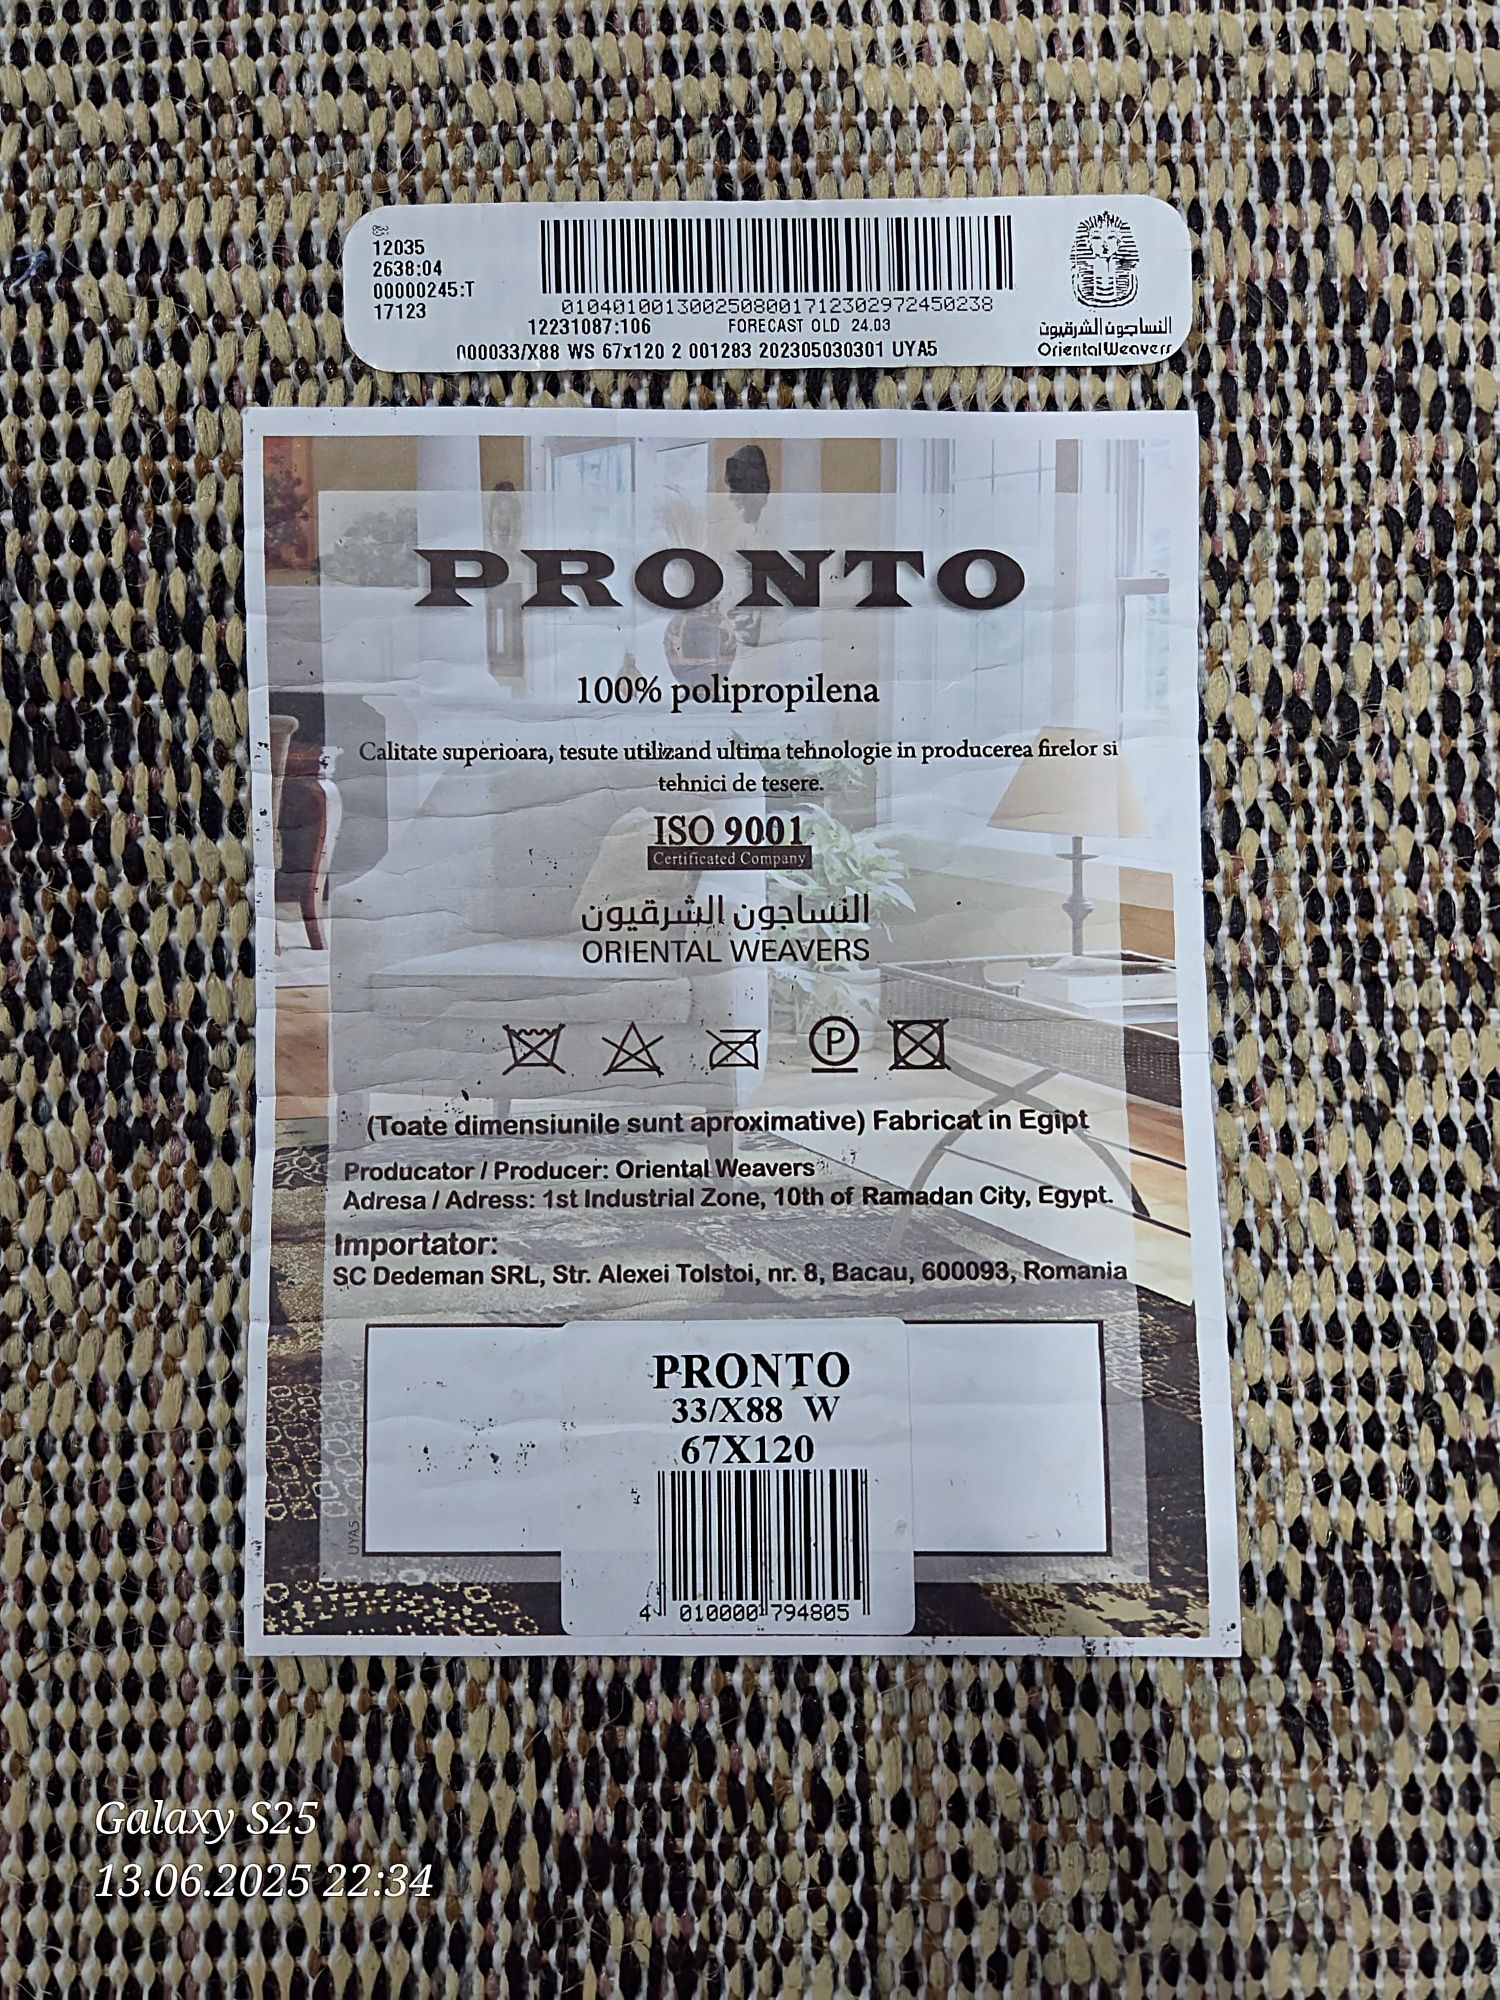 12035
2638:04
00000245:T
17123
0104010013002508001712302972450238
12231087:106 FORECAST OLD 24.03
000033/X88 WS 67x120 2 001283 202305030301 UYA5
النساجون الشرقيون
Oriental Weavers
PRONTO
100% polipropilena
Calitate superioara, tesute utilizand ultima tehnologie in producerea firelor si
tehnici de tesere.
ISO 9001
Certificated Company
النساجون الشرقيون
ORIENTAL WEAVERS
P
(Toate dimensiunile sunt aproximative) Fabricat in Egipt
Producator / Producer: Oriental Weavers
Adresa / Adress: 1st Industrial Zone, 10th of Ramadan City, Egypt.
Importator:
SC Dedeman SRL, Str. Alexei Tolstoi, nr. 8, Bacau, 600093, Romania
PRONTO
33/X88 W
67X120
UYA5
4 010000 794805
Galaxy S25
13.06.2025 22:34